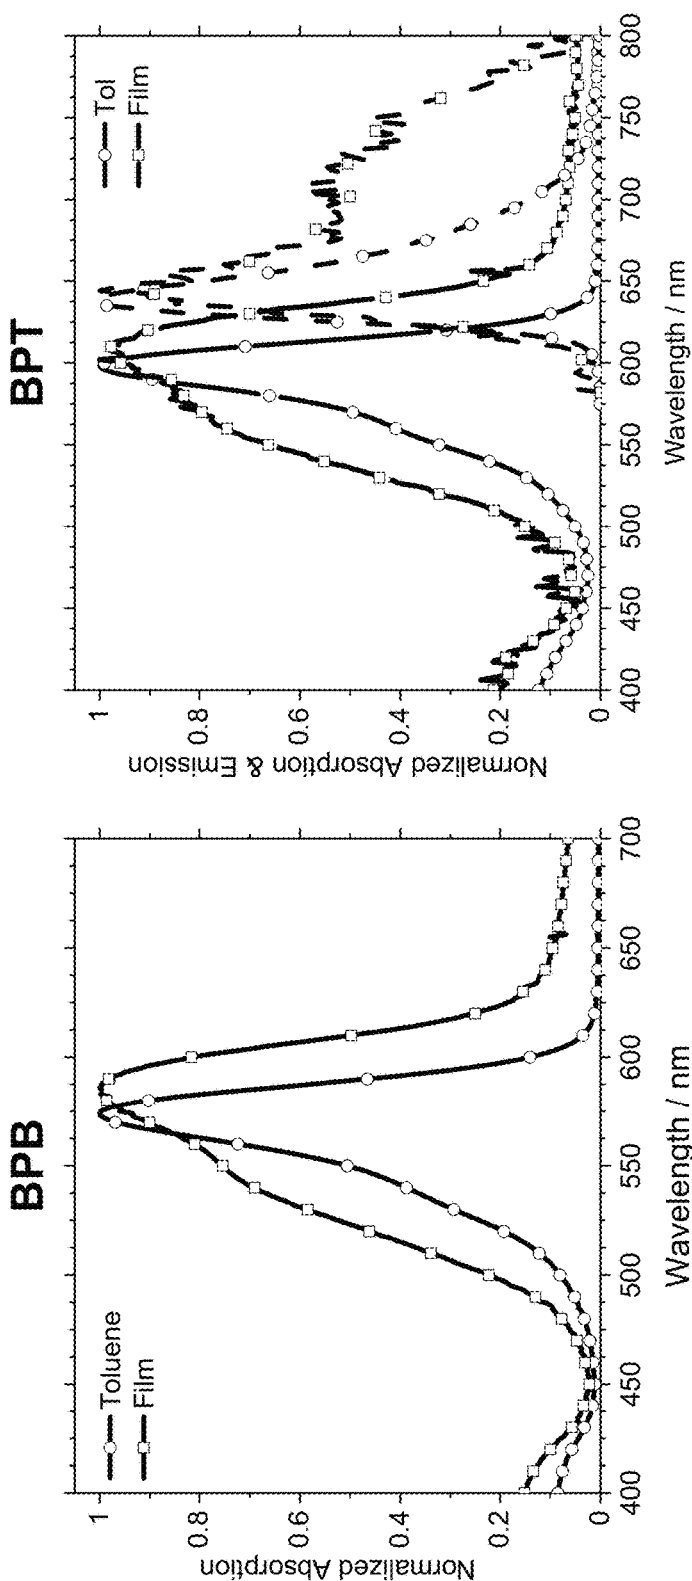 BPB
Normalized Absorption
1
0.8
0.6
0.4
0.2
0
Toluene
Film
400 450 500 550 600 650 700
Wavelength / nm
BPT
Normalized Absorption & Emission
1
0.8
0.6
0.4
0.2
0
Tol
Film
400 450 500 550 600 650 700 750 800
Wavelength / nm